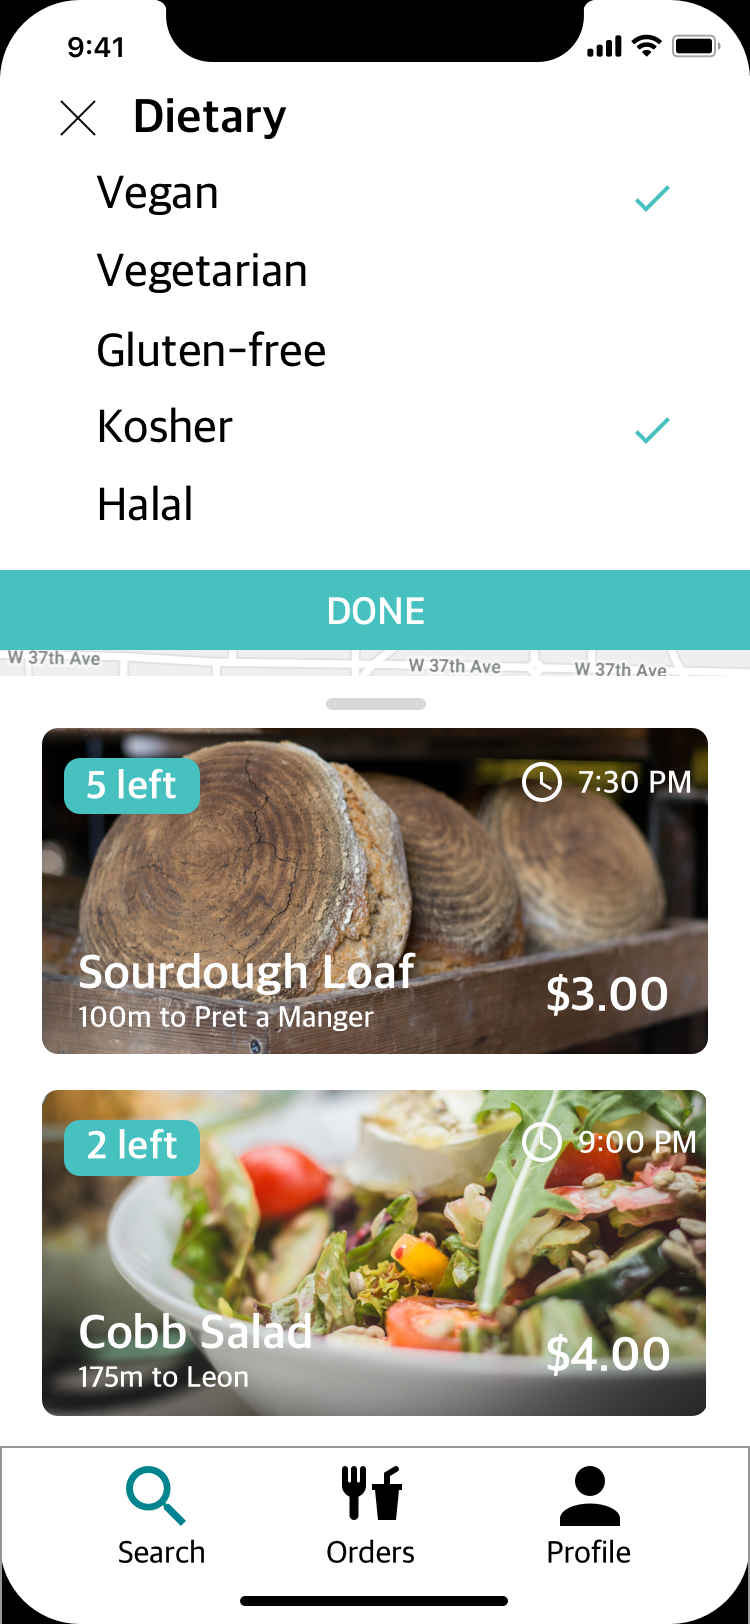 9:41
Dietary
Vegan
Vegetarian
Gluten-free
Kosher
Halal
DONE
W 37th Ave
W 37th Ave
W 37th Ave
5 left
7:30 PM
Sourdough Loaf
100m to Pret a Manger
$3.00
2 left
9:00 PM
Cobb Salad
175m to Leon
$4.00
Search
Orders
Profile